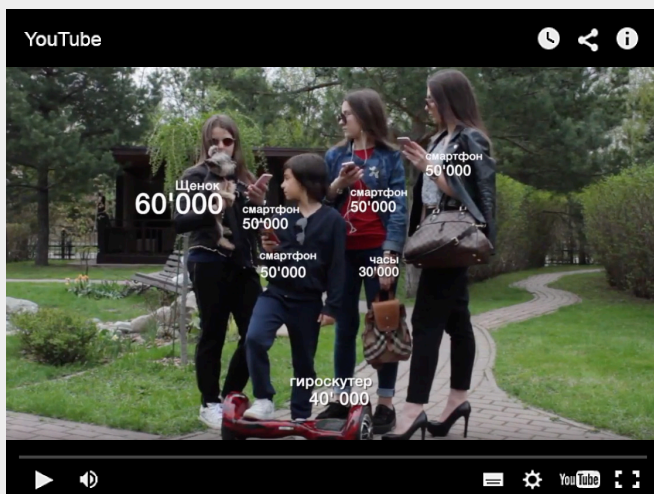 YouTube
Щенок
60'000
смартфон
50'000
смартфон
50'000
смартфон
50'000
смартфон
50'000
часы
30'000
гироскутер
40' 000
YouTube